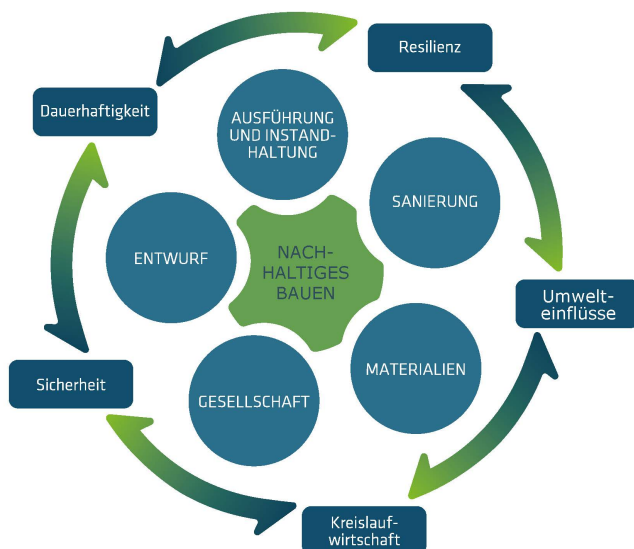 Resilienz
Dauerhaftigkeit
AUSFÜHRUNG
UND INSTAND-
HALTUNG
SANIERUNG
ENTWURF
NACH-
HALTIGES
BAUEN
Umwelt-
einflüsse
Sicherheit
MATERIALIEN
GESELLSCHAFT
Kreislauf-
wirtschaft